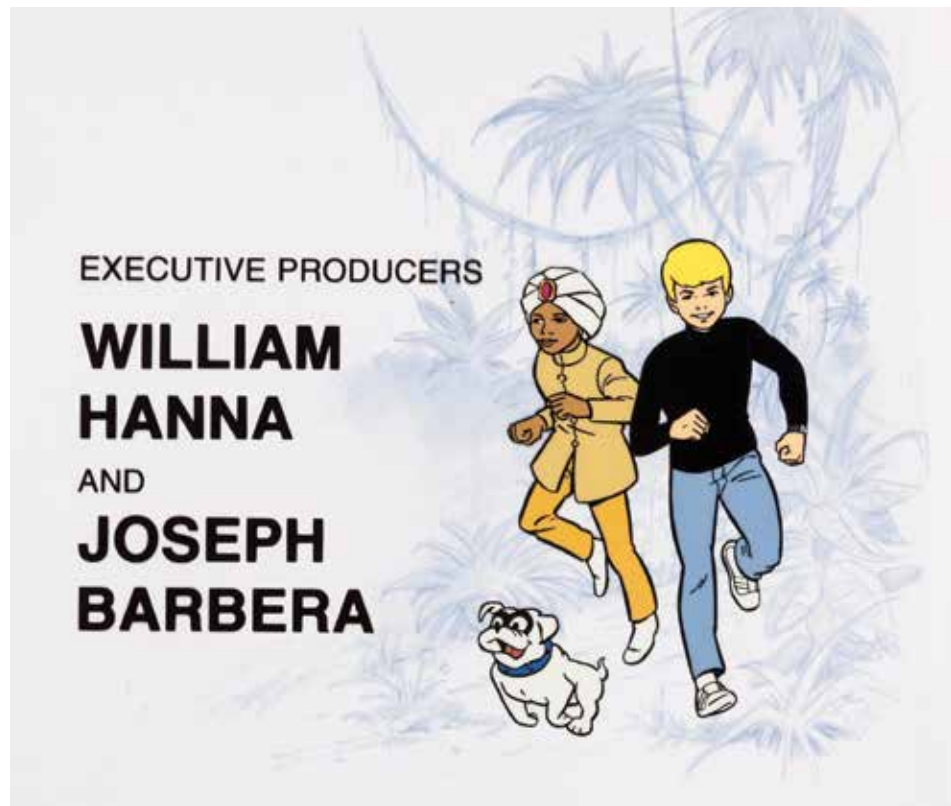 EXECUTIVE PRODUCERS
WILLIAM
HANNA
AND
JOSEPH
BARBERA